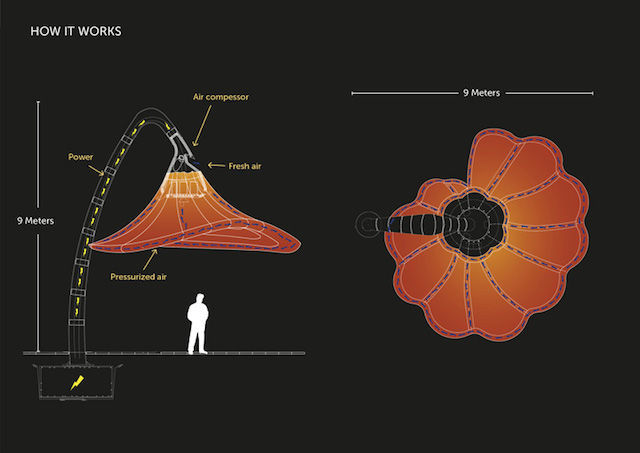 HOW IT WORKS
Air compessor
9 Meters
Power
Fresh air
9 Meters
Pressurized air